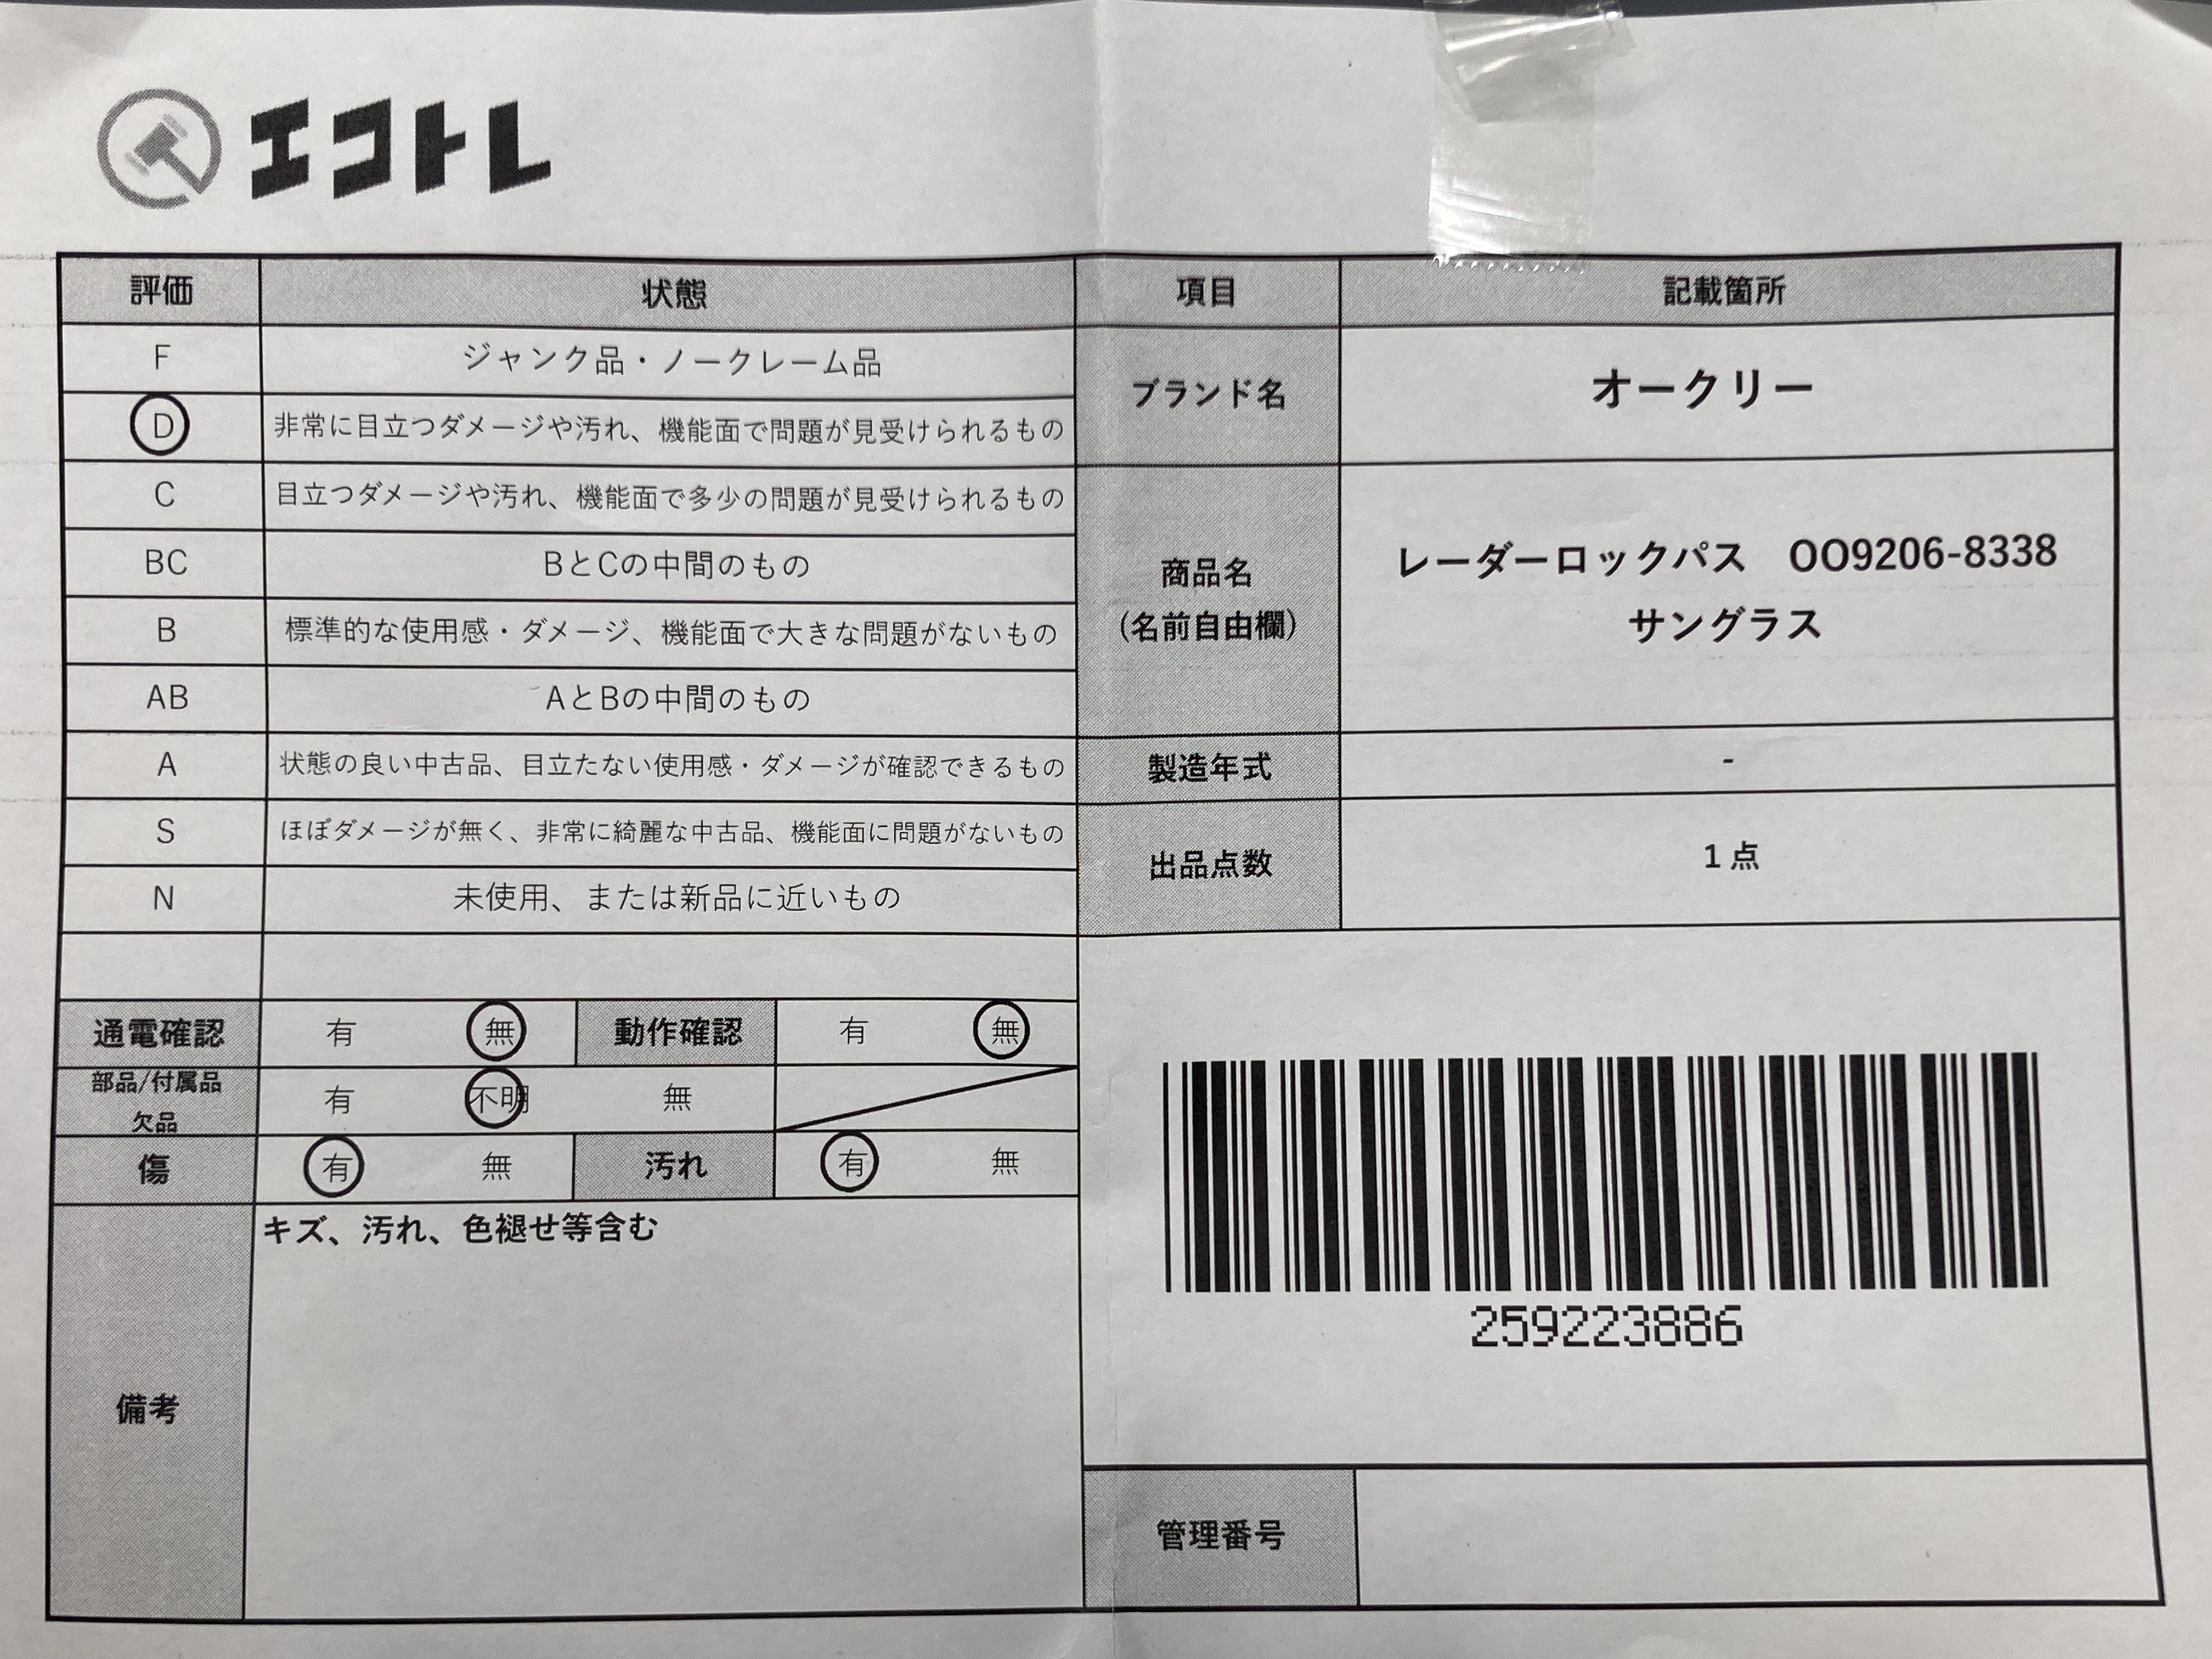 エコトレ
評価 状態 項目 記載箇所
F ジャンク品・ノークレーム品
D 非常に目立つダメージや汚れ、機能面で問題が見受けられるもの
C 目立つダメージや汚れ、機能面で多少の問題が見受けられるもの
BC BとCの中間のもの
B 標準的な使用感・ダメージ、機能面で大きな問題がないもの
AB AとBの中間のもの
A 状態の良い中古品、目立たない使用感・ダメージが確認できるもの
S ほぼダメージが無く、非常に綺麗な中古品、機能面に問題がないもの
N 未使用、または新品に近いもの
通電確認 有 無 動作確認 有 無
部品/付属品
欠品
有 不明 無
傷 有 無 汚れ 有 無
備考
キズ、汚れ、色褪せ等含む
ブランド名 オークリー
商品名
(名前自由欄)
レーダーロックパス OO9206-8338
サングラス
製造年式 -
出品点数 1点
259223886
管理番号